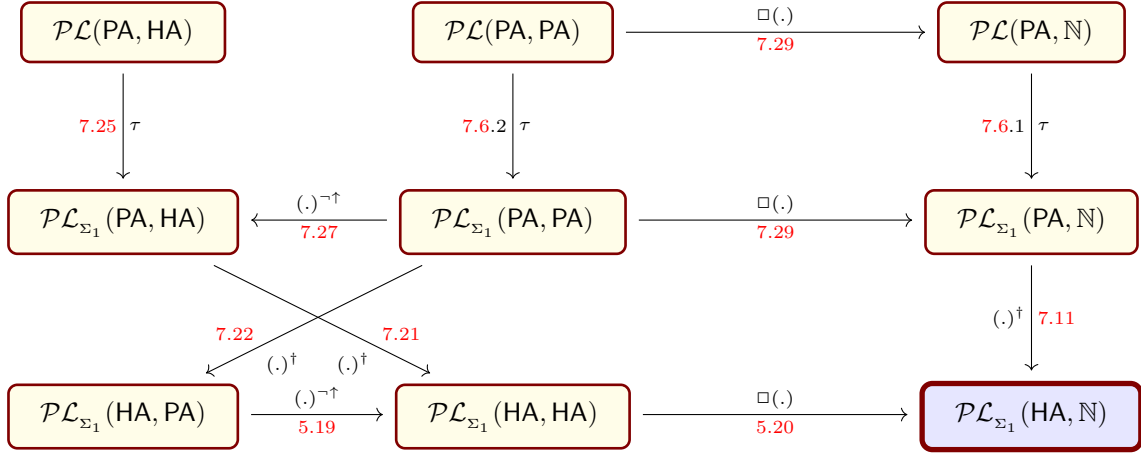 𝒫ℒ(PA, HA) 𝒫ℒ(PA, PA) □(.) 7.29 𝒫ℒ(PA, ℕ)
7.25 τ 7.6.2 τ 7.6.1 τ
𝒫ℒ_Σ₁(PA, HA) (.)^¬↑ 7.27 𝒫ℒ_Σ₁(PA, PA) □(.) 7.29 𝒫ℒ_Σ₁(PA, ℕ)
7.22 (.)^† (.)^† 7.21 (.)^† 7.11
𝒫ℒ_Σ₁(HA, PA) (.)^¬↑ 5.19 𝒫ℒ_Σ₁(HA, HA) □(.) 5.20 𝒫ℒ_Σ₁(HA, ℕ)